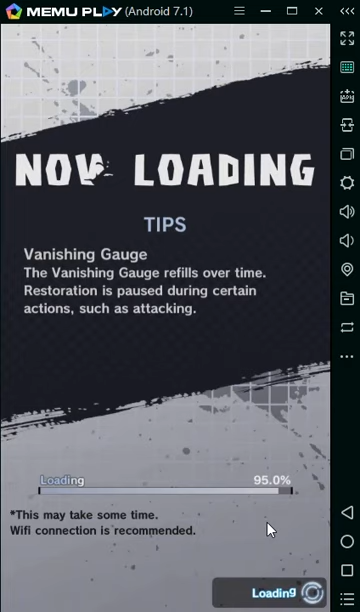 MEMU PLAY (Android 7.1)
NOW LOADING
TIPS
Vanishing Gauge
The Vanishing Gauge refills over time.
Restoration is paused during certain
actions, such as attacking.
Loading 95.0%
*This may take some time.
Wifi connection is recommended.
Loading